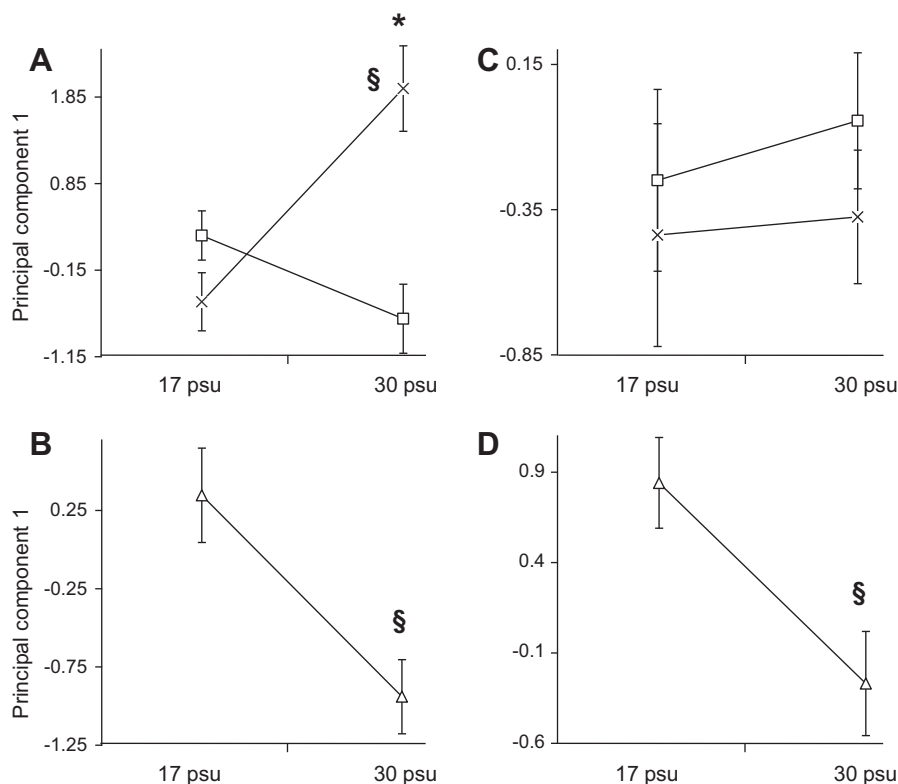 A
Principal component 1
1.85
0.85
-0.15
-1.15
*
§
17 psu
30 psu
C
0.15
-0.35
-0.85
17 psu
30 psu
B
Principal component 1
0.25
-0.25
-0.75
-1.25
§
17 psu
30 psu
D
0.9
0.4
-0.1
-0.6
§
17 psu
30 psu